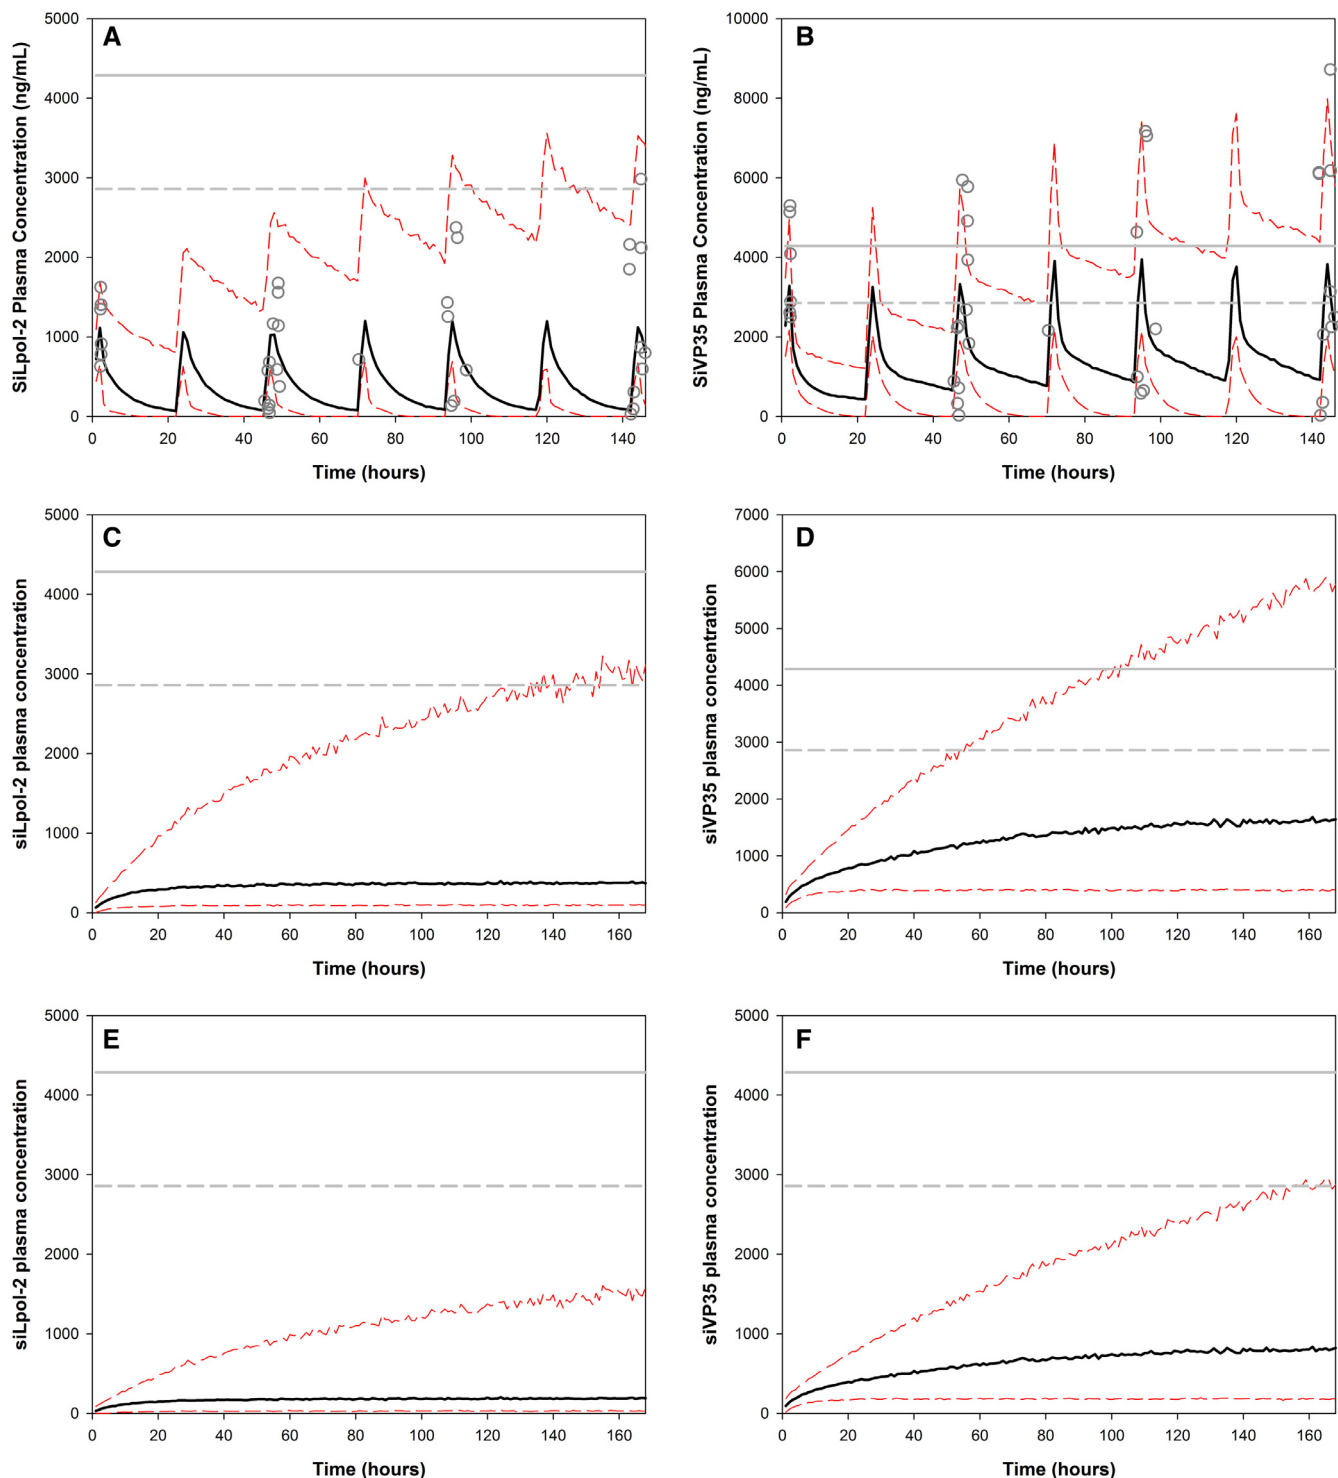 A
SiLpol-2 Plasma Concentration (ng/mL)
5000
4000
3000
2000
1000
0
0 20 40 60 80 100 120 140
Time (hours)
B
SiVP35 Plasma Concentration (ng/mL)
10000
8000
6000
4000
2000
0
0 20 40 60 80 100 120 140
Time (hours)
C
siLpol-2 plasma concentration
5000
4000
3000
2000
1000
0
0 20 40 60 80 100 120 140 160
Time (hours)
D
siVP35 plasma concentration
7000
6000
5000
4000
3000
2000
1000
0
0 20 40 60 80 100 120 140 160
Time (hours)
E
siLpol-2 plasma concentration
5000
4000
3000
2000
1000
0
0 20 40 60 80 100 120 140 160
Time (hours)
F
siVP35 plasma concentration
5000
4000
3000
2000
1000
0
0 20 40 60 80 100 120 140 160
Time (hours)